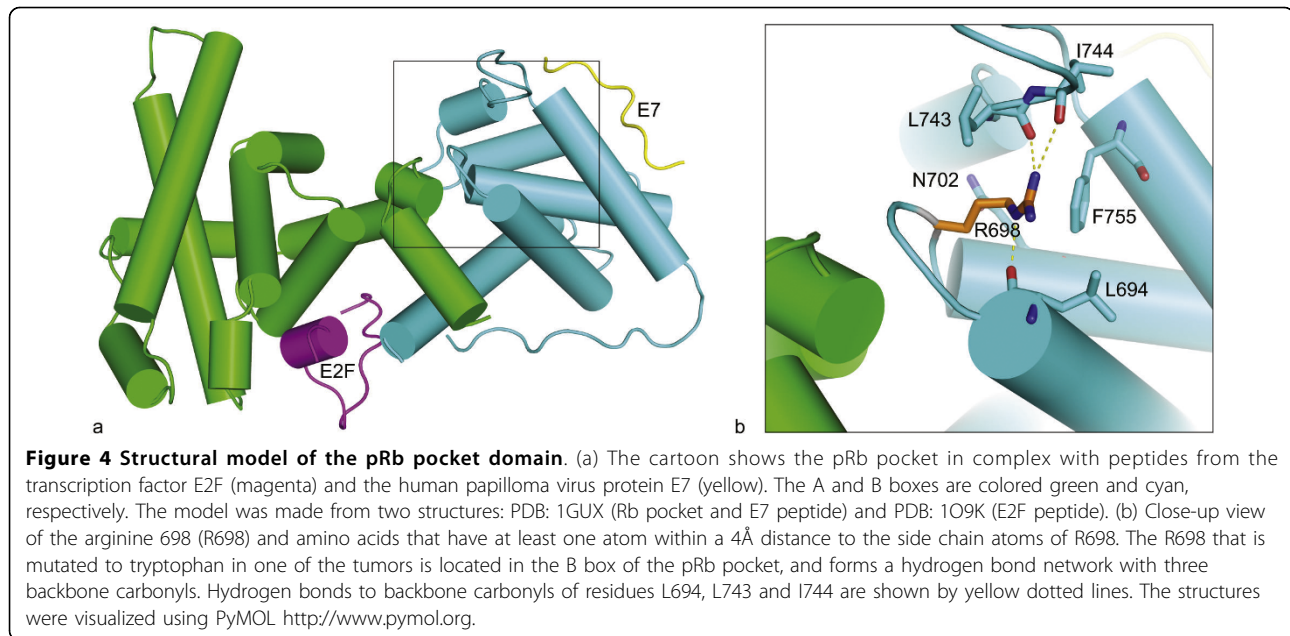 E7
E2F
a
I744
L743
N702
F755
R698
L694
b
Figure 4 Structural model of the pRb pocket domain. (a) The cartoon shows the pRb pocket in complex with peptides from the
transcription factor E2F (magenta) and the human papilloma virus protein E7 (yellow). The A and B boxes are colored green and cyan,
respectively. The model was made from two structures: PDB: 1GUX (Rb pocket and E7 peptide) and PDB: 1O9K (E2F peptide). (b) Close-up view
of the arginine 698 (R698) and amino acids that have at least one atom within a 4Å distance to the side chain atoms of R698. The R698 that is
mutated to tryptophan in one of the tumors is located in the B box of the pRb pocket, and forms a hydrogen bond network with three
backbone carbonyls. Hydrogen bonds to backbone carbonyls of residues L694, L743 and I744 are shown by yellow dotted lines. The structures
were visualized using PyMOL http://www.pymol.org.